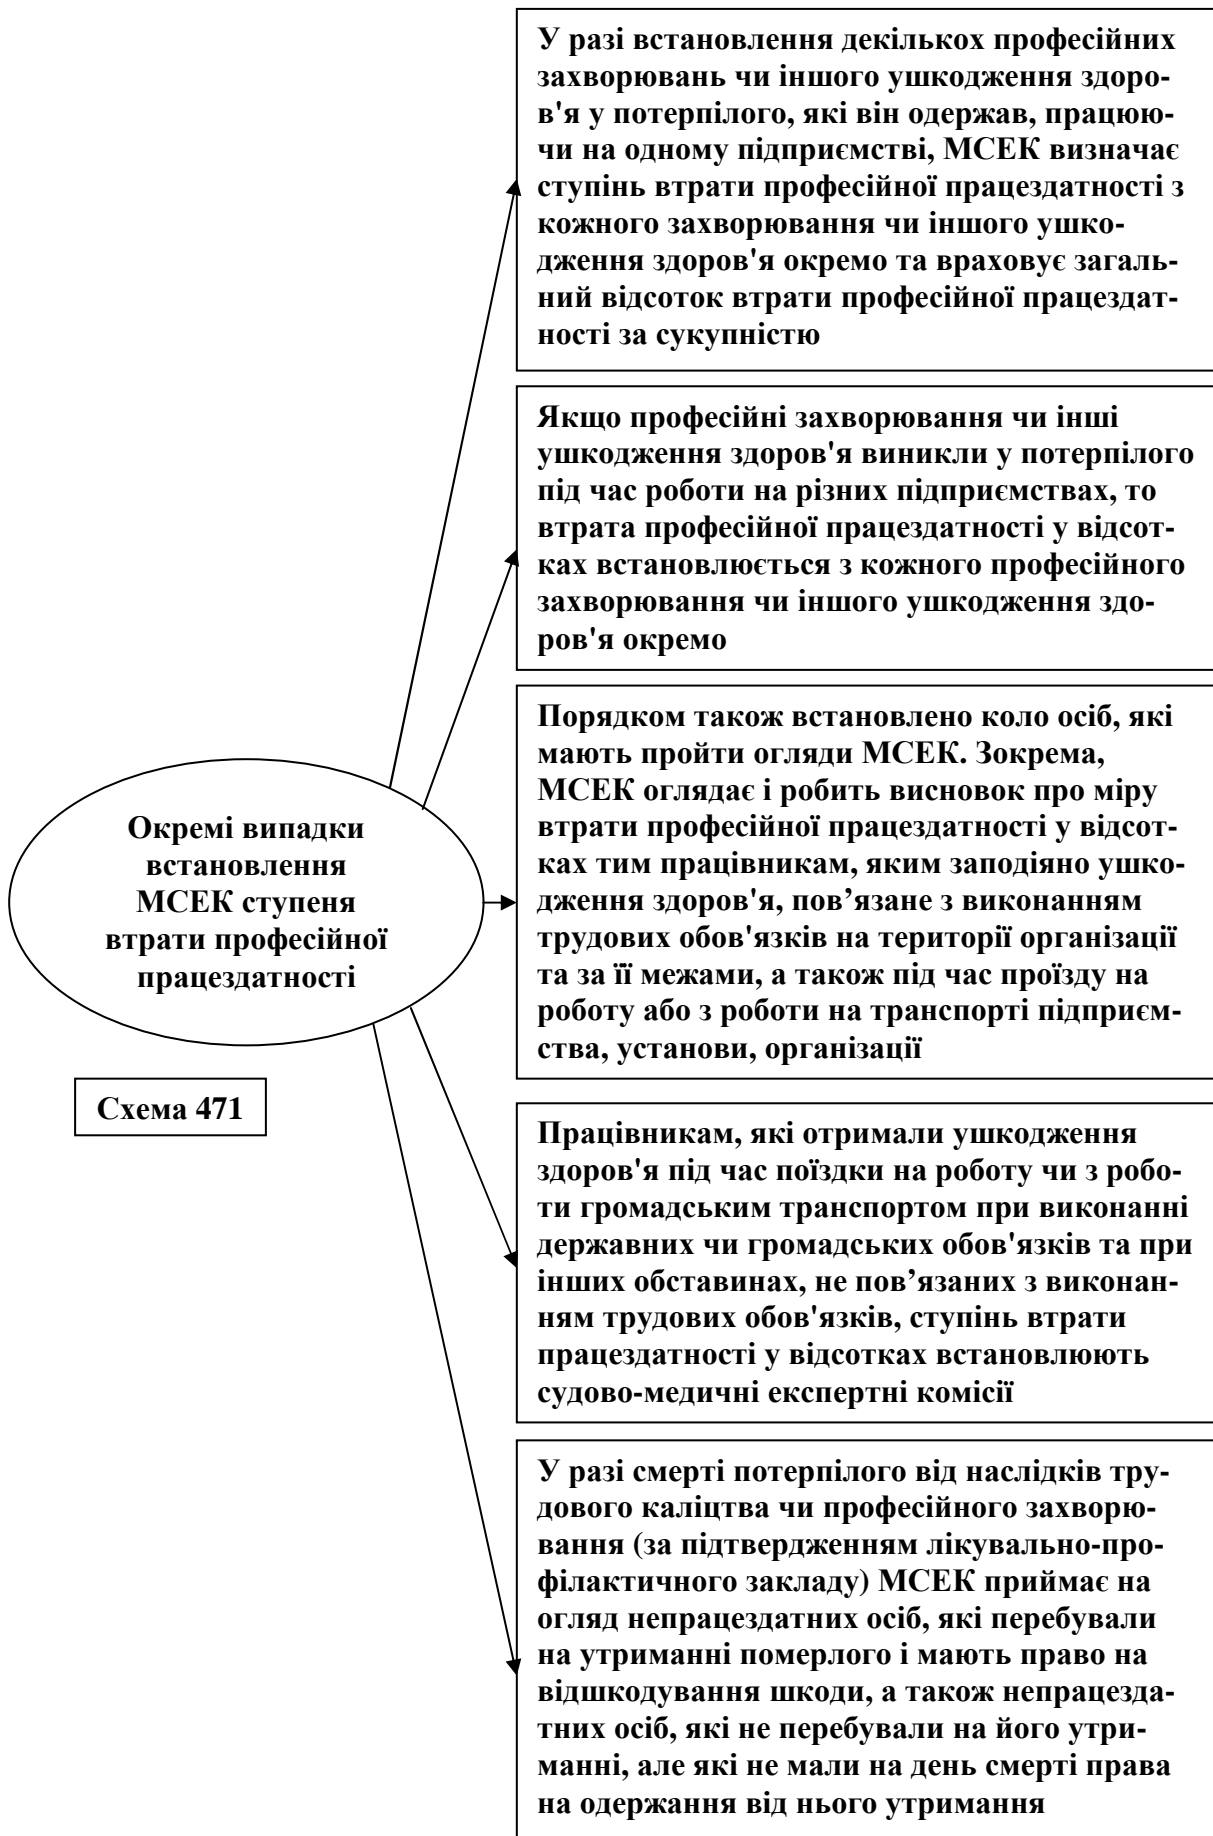 У разі встановлення декількох професійних
захворювань чи іншого ушкодження здоро-
в'я у потерпілого, які він одержав, працюю-
чи на одному підприємстві, МСЕК визначає
ступінь втрати професійної працездатності з
кожного захворювання чи іншого ушко-
дження здоров'я окремо та враховує загаль-
ний відсоток втрати професійної працездат-
ності за сукупністю
Якщо професійні захворювання чи інші
ушкодження здоров'я виникли у потерпілого
під час роботи на різних підприємствах, то
втрата професійної працездатності у відсот-
ках встановлюється з кожного професійного
захворювання чи іншого ушкодження здо-
ров'я окремо
Порядком також встановлено коло осіб, які
мають пройти огляди МСЕК. Зокрема,
МСЕК оглядає і робить висновок про міру
втрати професійної працездатності у відсот-
ках тим працівникам, яким заподіяно ушко-
дження здоров'я, пов’язане з виконанням
трудових обов'язків на території організації
та за її межами, а також під час проїзду на
роботу або з роботи на транспорті підприєм-
ства, установи, організації
Окремі випадки
встановлення
МСЕК ступеня
втрати професійної
працездатності
Схема 471
Працівникам, які отримали ушкодження
здоров'я під час поїздки на роботу чи з робо-
ти громадським транспортом при виконанні
державних чи громадських обов'язків та при
інших обставинах, не пов’язаних з виконан-
ням трудових обов'язків, ступінь втрати
працездатності у відсотках встановлюють
судово-медичні експертні комісії
У разі смерті потерпілого від наслідків тру-
дового каліцтва чи професійного захворю-
вання (за підтвердженням лікувально-про-
філактичного закладу) МСЕК приймає на
огляд непрацездатних осіб, які перебували
на утриманні померлого і мають право на
відшкодування шкоди, а також непрацезда-
тних осіб, які не перебували на його утри-
манні, але які не мали на день смерті права
на одержання від нього утримання